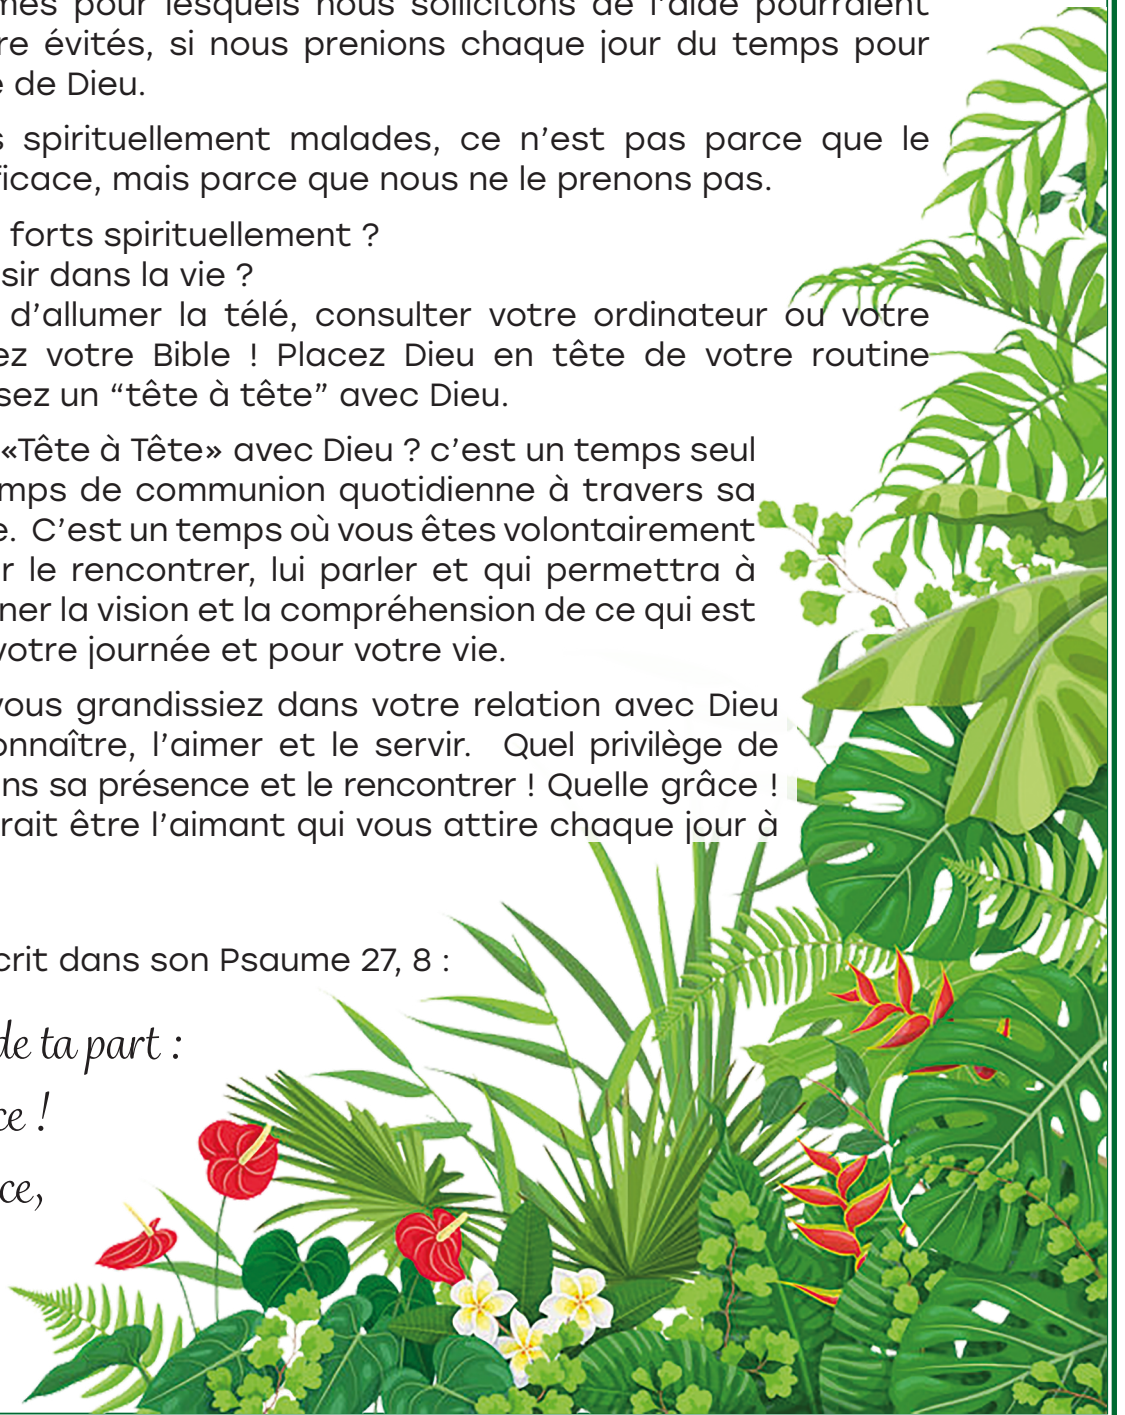 mes pour lesquels nous sollicitons de l'aide pourraient
re évités, si nous prenions chaque jour du temps pour
e de Dieu.
s spirituellement malades, ce n'est pas parce que le
ficace, mais parce que nous ne le prenons pas.
forts spirituellement ?
sir dans la vie ?
d'allumer la télé, consulter votre ordinateur ou votre
ez votre Bible ! Placez Dieu en tête de votre routine
sez un “tête à tête” avec Dieu.
«Tête à Tête» avec Dieu ? c'est un temps seul
mps de communion quotidienne à travers sa
e. C'est un temps où vous êtes volontairement
r le rencontrer, lui parler et qui permettra à
ner la vision et la compréhension de ce qui est
votre journée et pour votre vie.
vous grandissiez dans votre relation avec Dieu
onnaître, l'aimer et le servir. Quel privilège de
ns sa présence et le rencontrer ! Quelle grâce !
rait être l'aimant qui vous attire chaque jour à
crit dans son Psaume 27, 8 :
de ta part :
ce !
ce,